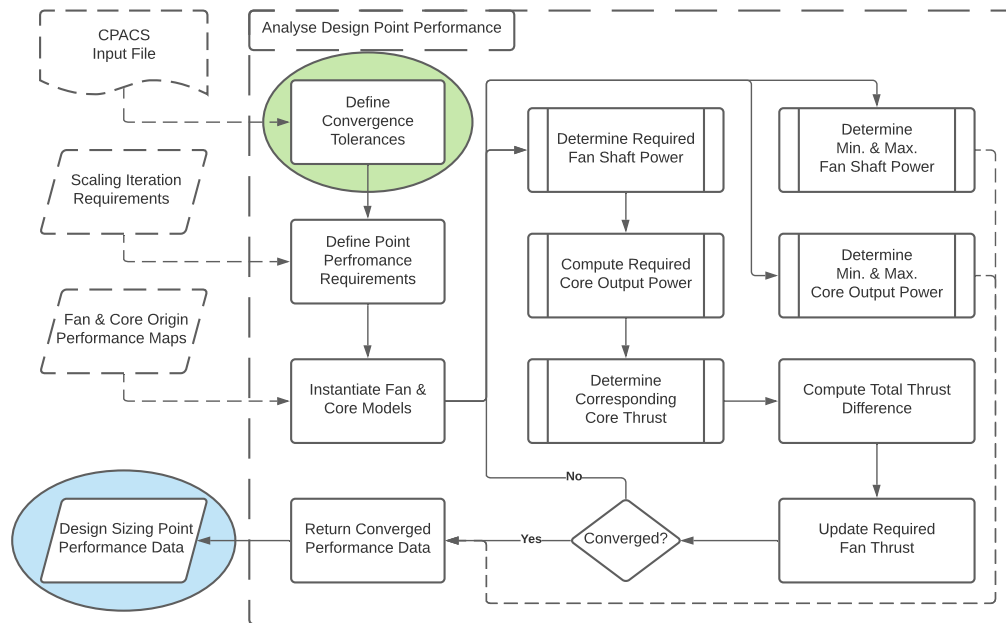 CPACS
Input File
Analyse Design Point Performance
Define
Convergence
Tolerances
Determine Required
Fan Shaft Power
Determine
Min. & Max.
Fan Shaft Power
Scaling Iteration
Requirements
Define Point
Perfromance
Requirements
Compute Required
Core Output Power
Determine
Min. & Max.
Core Output Power
Fan & Core Origin
Performance Maps
Instantiate Fan &
Core Models
Determine
Corresponding
Core Thrust
Compute Total Thrust
Difference
No
Design Sizing Point
Performance Data
Return Converged
Performance Data
Yes
Converged?
Update Required
Fan Thrust